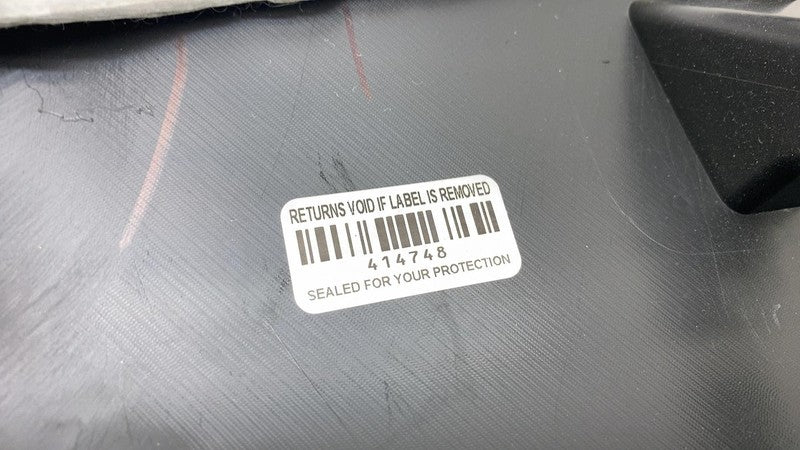 RETURNS VOID IF LABEL IS REMOVED
414748
SEALED FOR YOUR PROTECTION